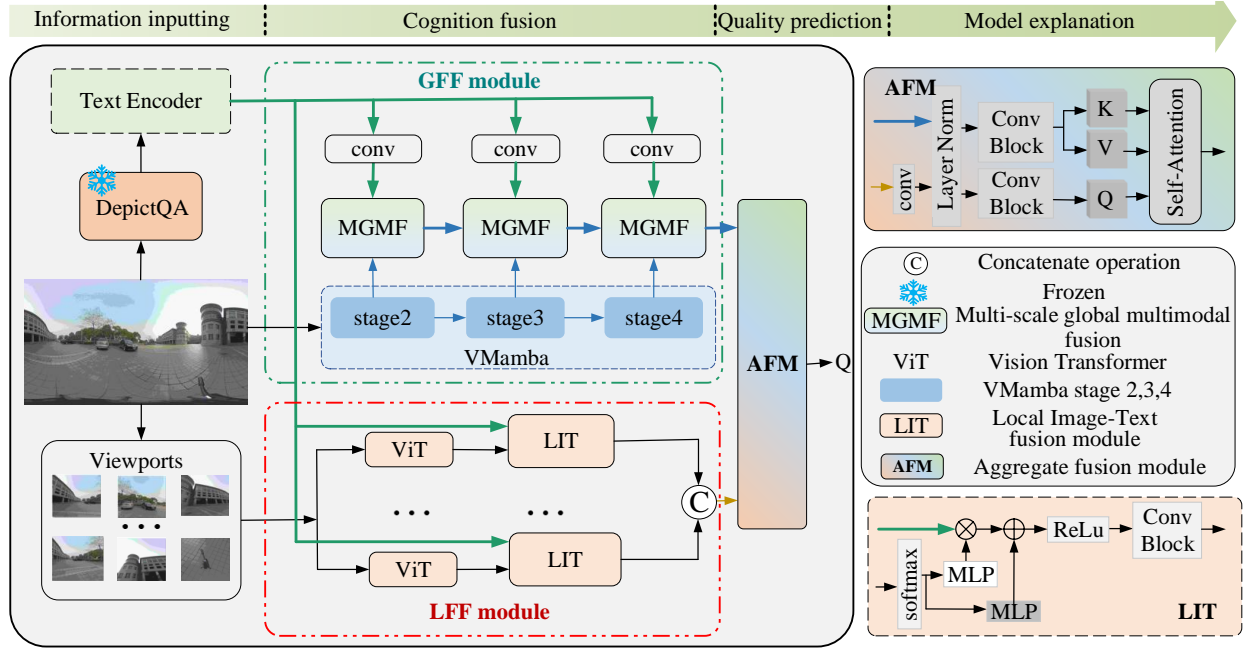 Information inputting
Cognition fusion
Quality prediction
Model explanation
GFF module
Text Encoder
conv
conv
conv
DepictQA
MGMF
MGMF
MGMF
stage2
stage3
stage4
VMamba
AFM
Q
Viewports
ViT
LIT
...
...
...
C
ViT
LIT
LFF module
AFM
Layer Norm
Conv
Block
K
V
conv
Conv
Block
Q
Self-Attention
C
Concatenate operation
Frozen
MGMF
Multi-scale global multimodal
fusion
ViT
Vision Transformer
VMamba stage 2,3,4
LIT
Local Image-Text
fusion module
AFM
Aggregate fusion module
ReLu
Conv
Block
softmax
MLP
MLP
LIT